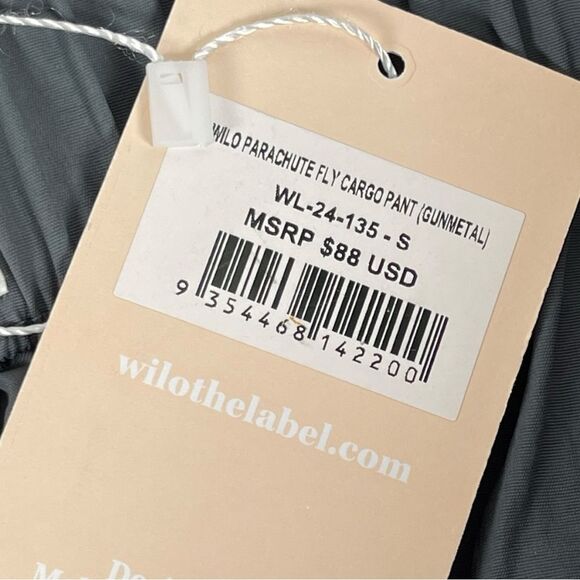 WILO PARACHUTE FLY CARGO PANT (GUNMETAL)
WL-24-135 - S
MSRP $88 USD
9 354468 142200
wilothelabel.com